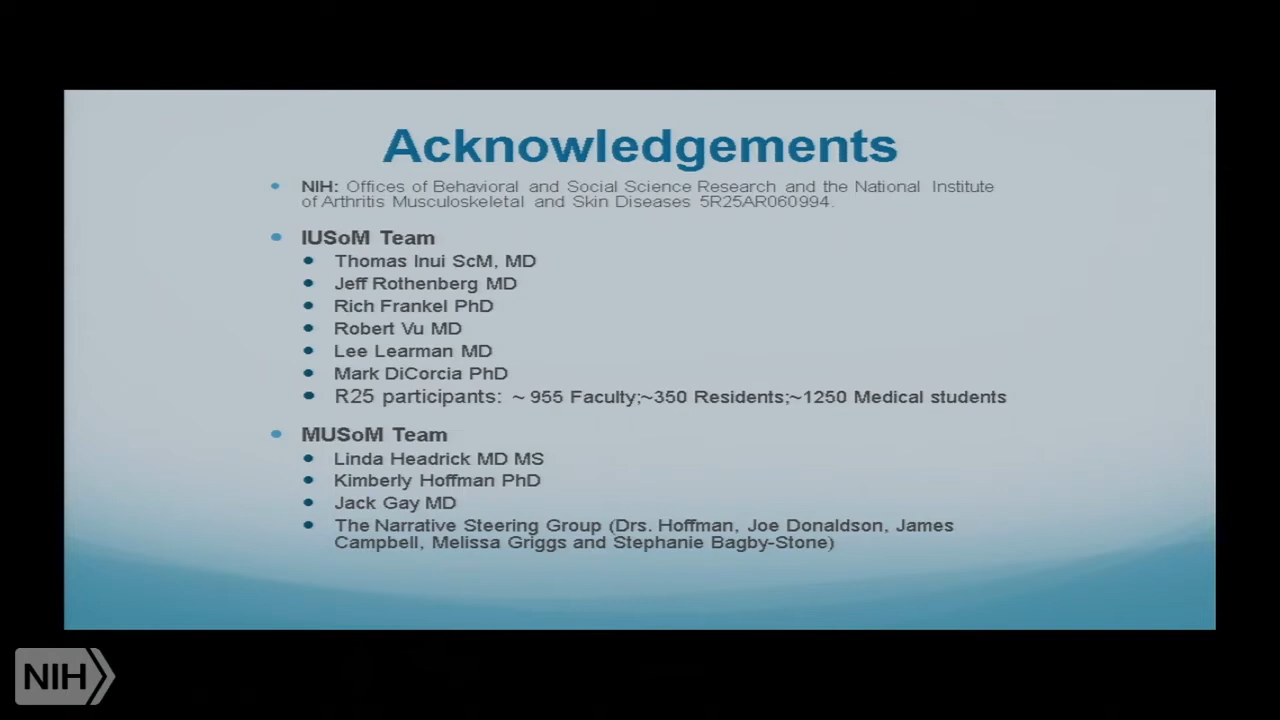 Acknowledgements
• NIH: Offices of Behavioral and Social Science Research and the National Institute
of Arthritis Musculoskeletal and Skin Diseases 5R25AR060994.
• IUSoM Team
• Thomas Inui ScM, MD
• Jeff Rothenberg MD
• Rich Frankel PhD
• Robert Vu MD
• Lee Learman MD
• Mark DiCorcia PhD
• R25 participants: ~ 955 Faculty;~350 Residents;~1250 Medical students
• MUSoM Team
• Linda Headrick MD MS
• Kimberly Hoffman PhD
• Jack Gay MD
• The Narrative Steering Group (Drs. Hoffman, Joe Donaldson, James
Campbell, Melissa Griggs and Stephanie Bagby-Stone)
NIH